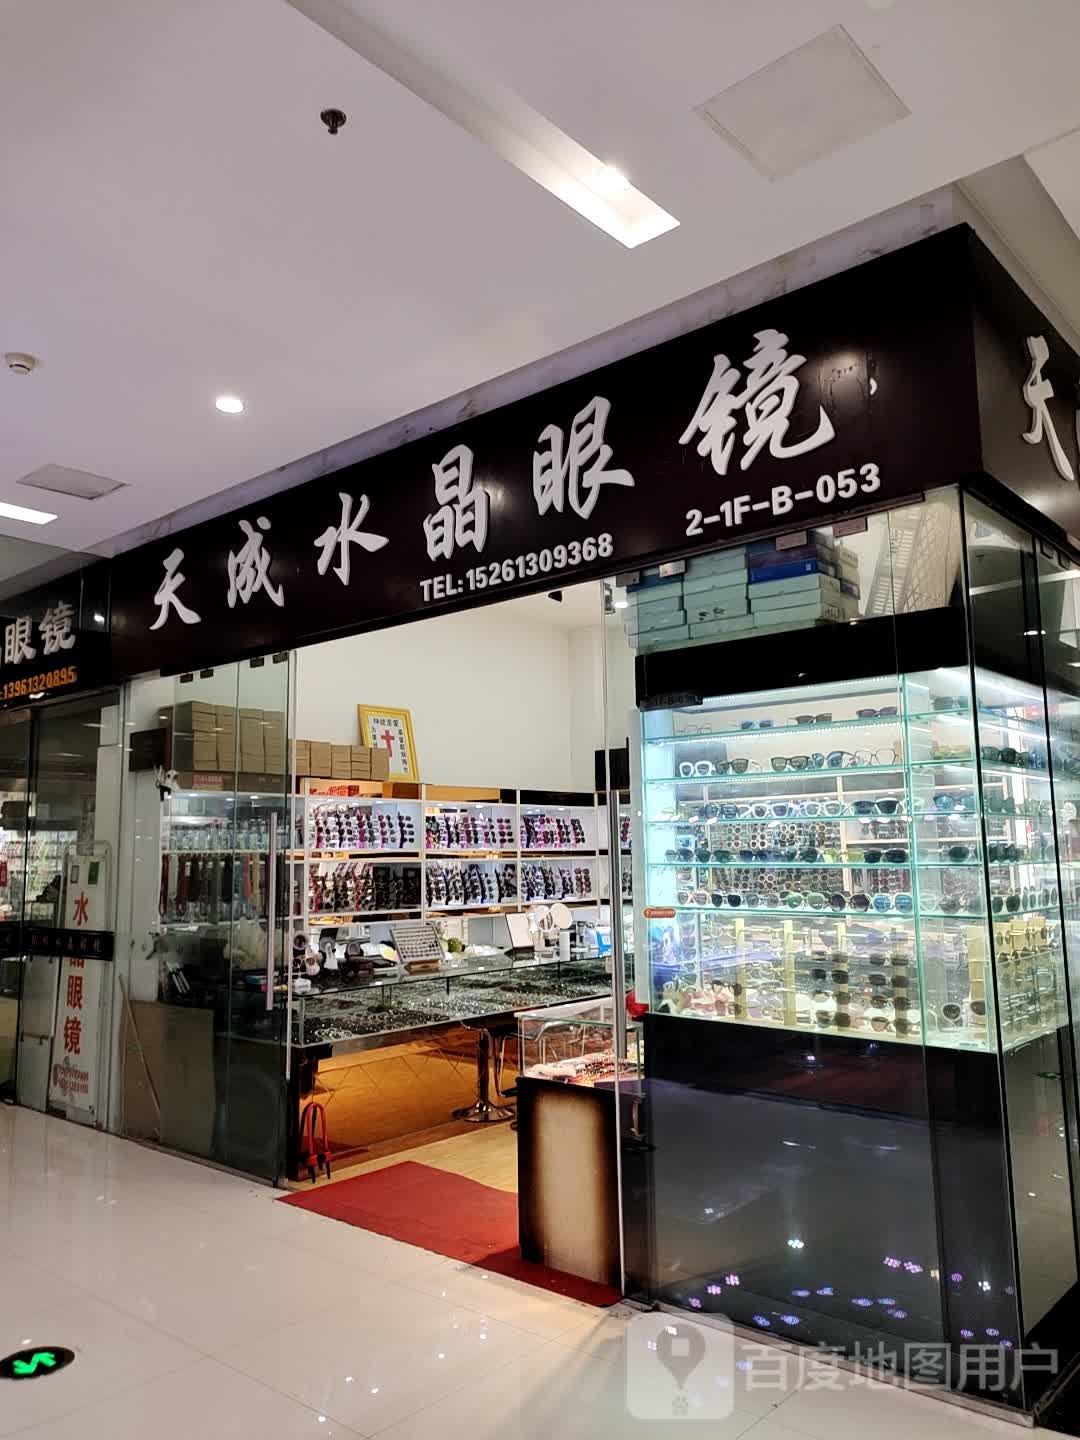 天成水晶眼镜
TEL:15261309368
2-1F-B-053
天
眼镜
13961320895
水晶眼镜
百度地图用户